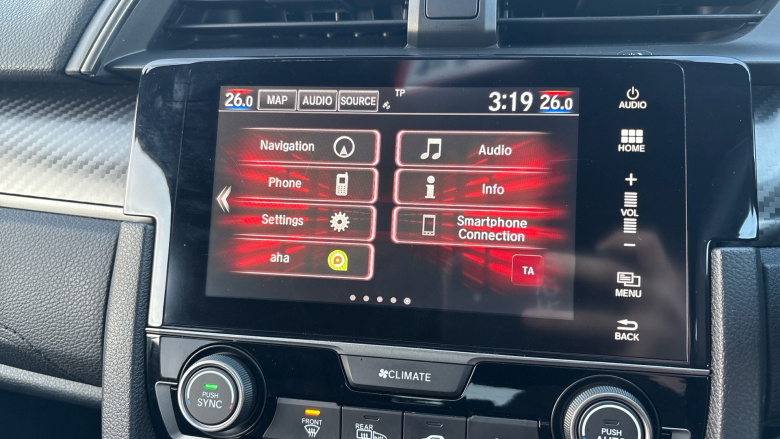 26.0 MAP AUDIO SOURCE TP 3:19 26.0
Navigation
Phone
Settings
aha
Audio
Info
Smartphone
Connection
TA
AUDIO
HOME
+
VOL
−
MENU
BACK
CLIMATE
PUSH
SYNC
FRONT
REAR
PUSH